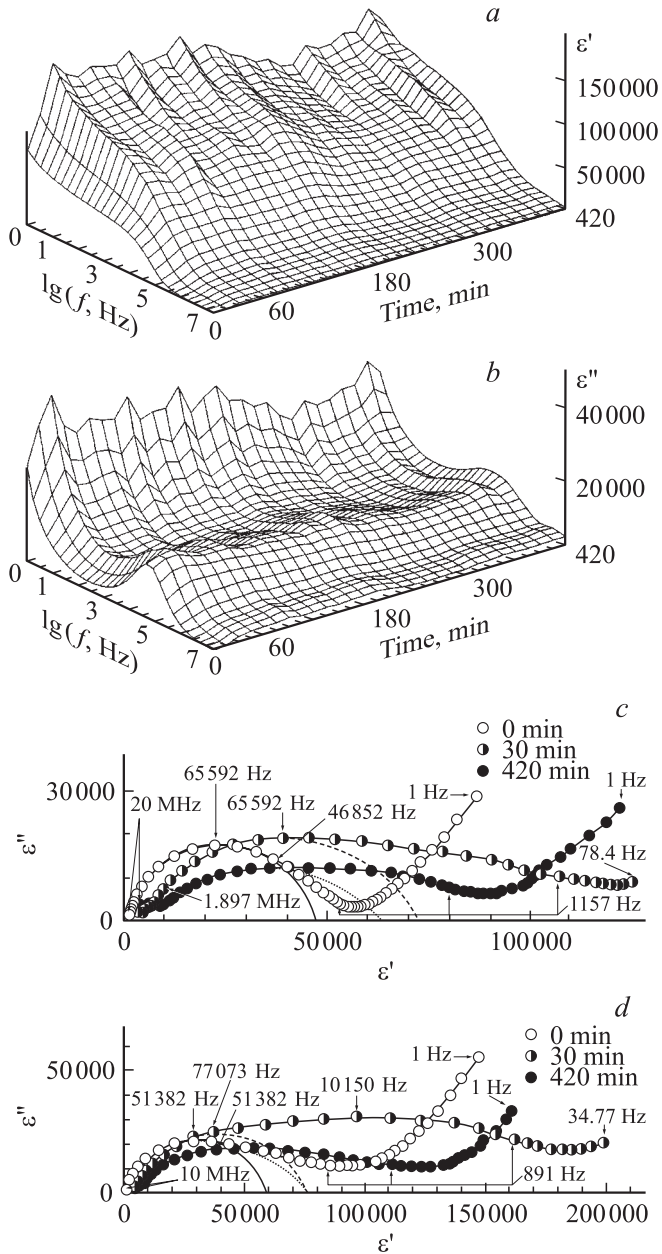 a
ε'
150 000
100 000
50 000
420
300
180
60
0
Time, min
0
1
3
5
7
lg(f, Hz)
b
ε''
40 000
20 000
420
300
180
60
0
Time, min
0
1
3
5
7
lg(f, Hz)
c
0 min
30 min
420 min
65 592 Hz
1 Hz
1 Hz
30 000
20 MHz
65 592 Hz
46 852 Hz
78.4 Hz
ε''
1.897 MHz
1157 Hz
0
0
50 000
100 000
ε'
d
0 min
30 min
420 min
1 Hz
77 073 Hz
1 Hz
50 000
51 382 Hz
51 382 Hz
10 150 Hz
34.77 Hz
ε''
10 MHz
891 Hz
0
0
50 000
100 000
150 000
200 000
ε'